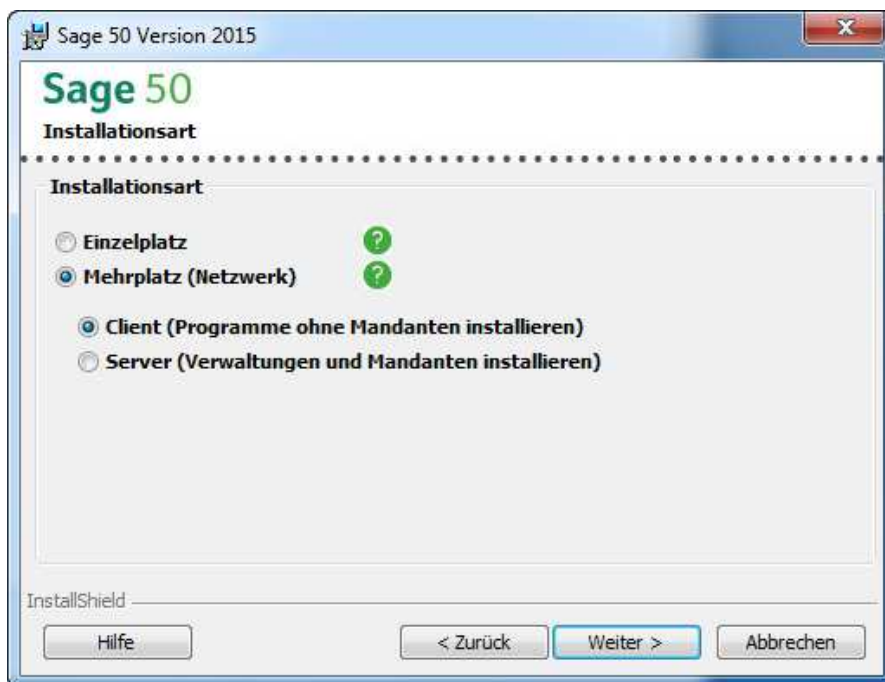 Sage 50 Version 2015
Sage 50
Installationsart
Installationsart
Einzelplatz ?
Mehrplatz (Netzwerk) ?
Client (Programme ohne Mandanten installieren)
Server (Verwaltungen und Mandanten installieren)
InstallShield
Hilfe < Zurück Weiter > Abbrechen